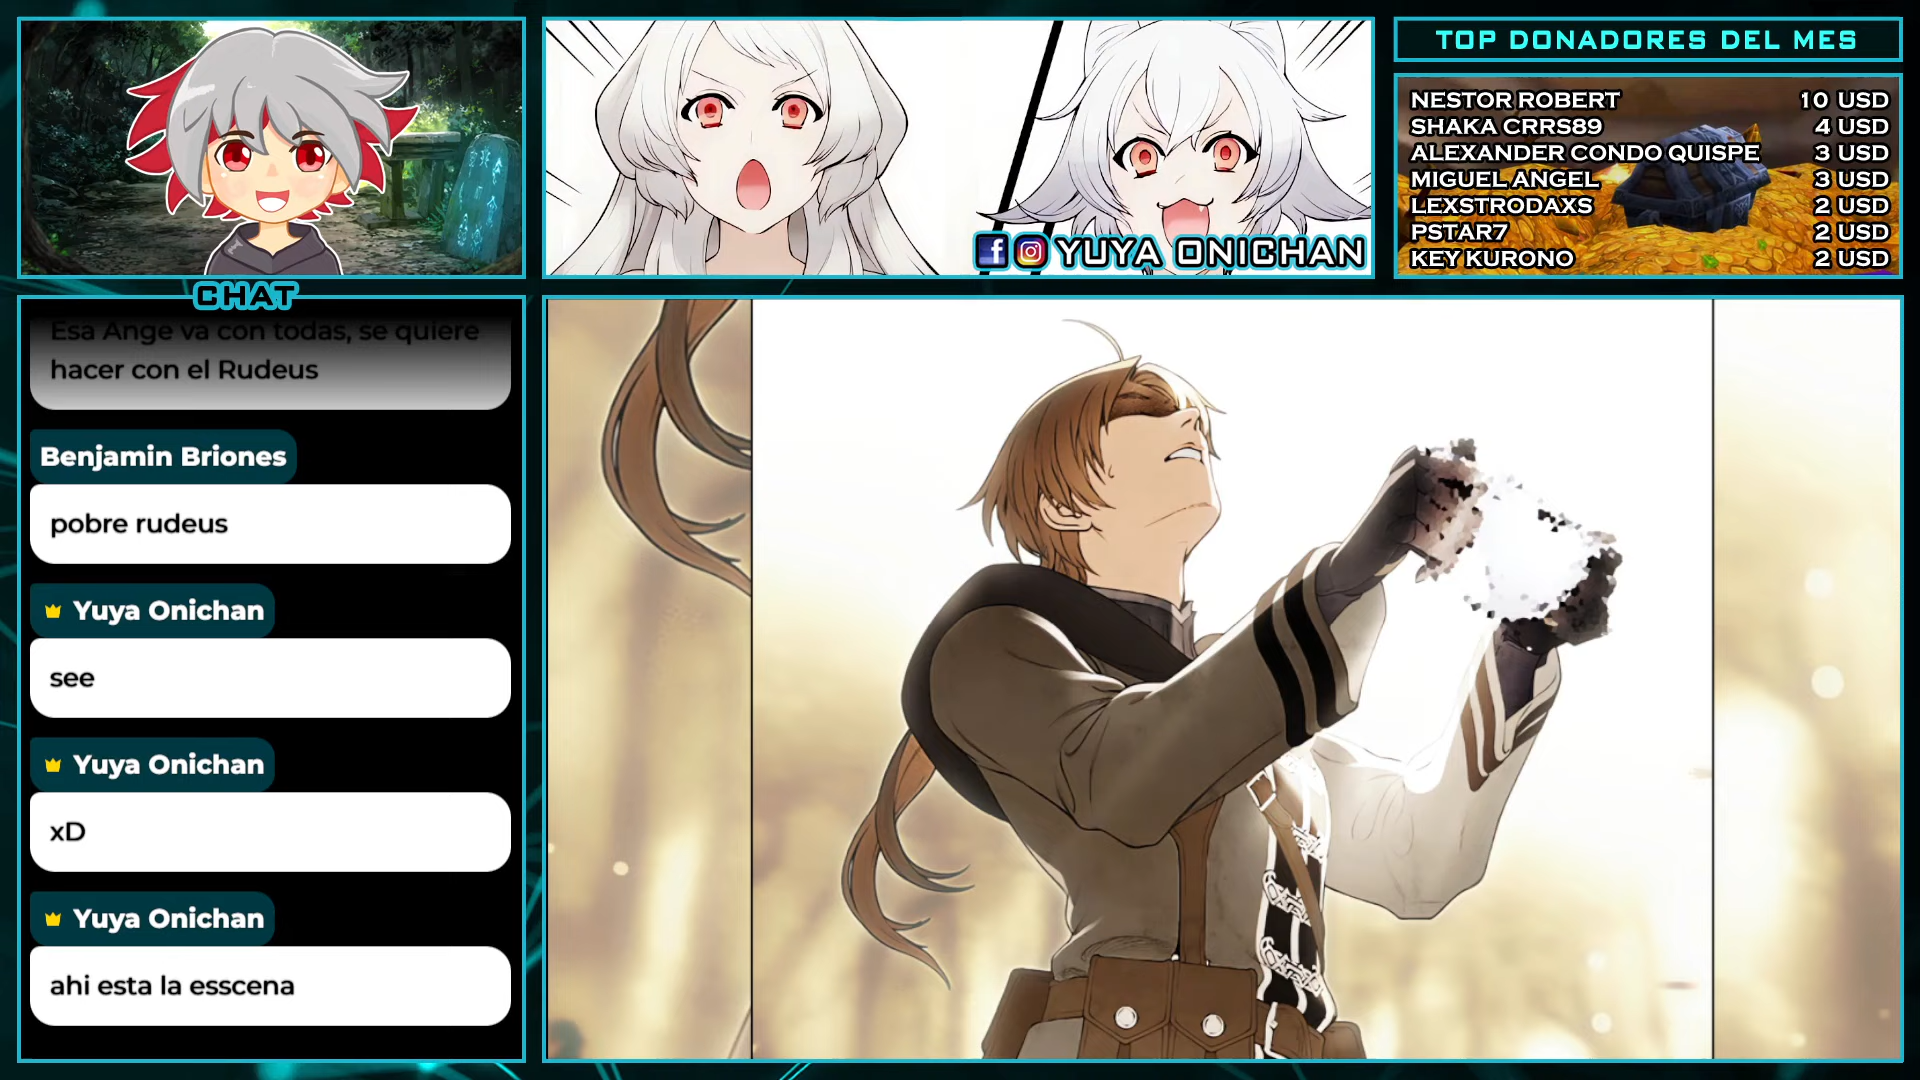 YUYA ONICHAN
TOP DONADORES DEL MES
NESTOR ROBERT 10 USD
SHAKA CRRS89 4 USD
ALEXANDER CONDO QUISPE 3 USD
MIGUEL ANGEL 3 USD
LEXSTRODAXS 2 USD
PSTAR7 2 USD
KEY KURONO 2 USD
CHAT
Esa Ange va con todas, se quiere
hacer con el Rudeus
Benjamin Briones
pobre rudeus
Yuya Onichan
see
Yuya Onichan
xD
Yuya Onichan
ahi esta la esscena